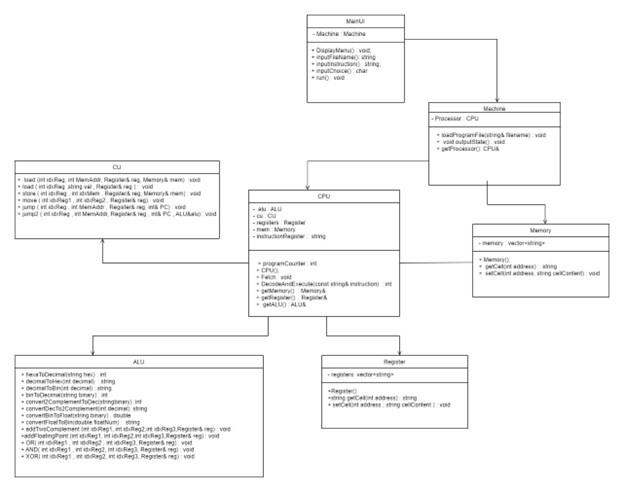 MainUI
- Machine : Machine
+ DisplayMenu() : void;
+ inputFileName(): string
+ inputInstruction() : string;
+ inputChoice() : char
+ run() : void
Machine
- Processor : CPU
+ loadProgramFile(string& filename) : void
+ void outputState() : void
+ getProcessor(): CPU&
CU
+ load (int idxReg, int MemAddr, Register& reg, Memory& mem) : void
+ load ( int idxReg ,string val , Register& reg ) : void
+ store ( int idxReg , int idxMem , Register& reg, Memory& mem) : void
+ move ( int idxReg1 , int idxReg2 , Register& reg) : void
+ jump ( int idxReg , int MemAddr , Register& reg, int& PC) : void
+ jump2 ( int idxReg , int MemAddr, Register& reg , int& PC , ALU&alu) : void
CPU
- alu : ALU
- cu : CU
- registers : Register
- mem : Memory
- instructionRegister : string
+ programCounter : int
+ CPU();
+ Fetch : void
+ DecodeAndExecute(const string& instruction) : int
+ getMemory() : Memory&
+ getRegister() : Register&
+ getALU() : ALU&
Memory
- memory : vector<string>
+ Memory();
+ getCell(int address) : string
+ setCell(int address, string cellContent) : void
ALU
+ hexaToDecimal(string hex) : int
+ decimalToHex(int decimal) : string
+ decimalToBin(int decimal) : string
+ binToDecimal(string binary) : int
+ convert2ComplementToDec(stringbinary) :int
+ convertDecTo2Complement(int decimal): string
+ convertBinToFloat(string binary) : double
+ convertFloatToBin(double floatNum) : string
+ addTwosComplement (int idxReg1, int idxReg2,int idxReg3,Register& reg) : void
+addFloatingPoint (int idxReg1, int idxReg2,int idxReg3,Register& reg) : void
+ OR( int idxReg1 , int idxReg2 , int idxReg3, Register& reg) : void
+ AND( int idxReg1 , int idxReg2, int idxReg3, Register& reg) : void
+ XOR( int idxReg1 , int idxReg2, int idxReg3, Register& reg) : void
Register
- registers: vector<string>
+Register()
+string getCell(int address) : string
+ setCell(int address , string cellContent ) : void